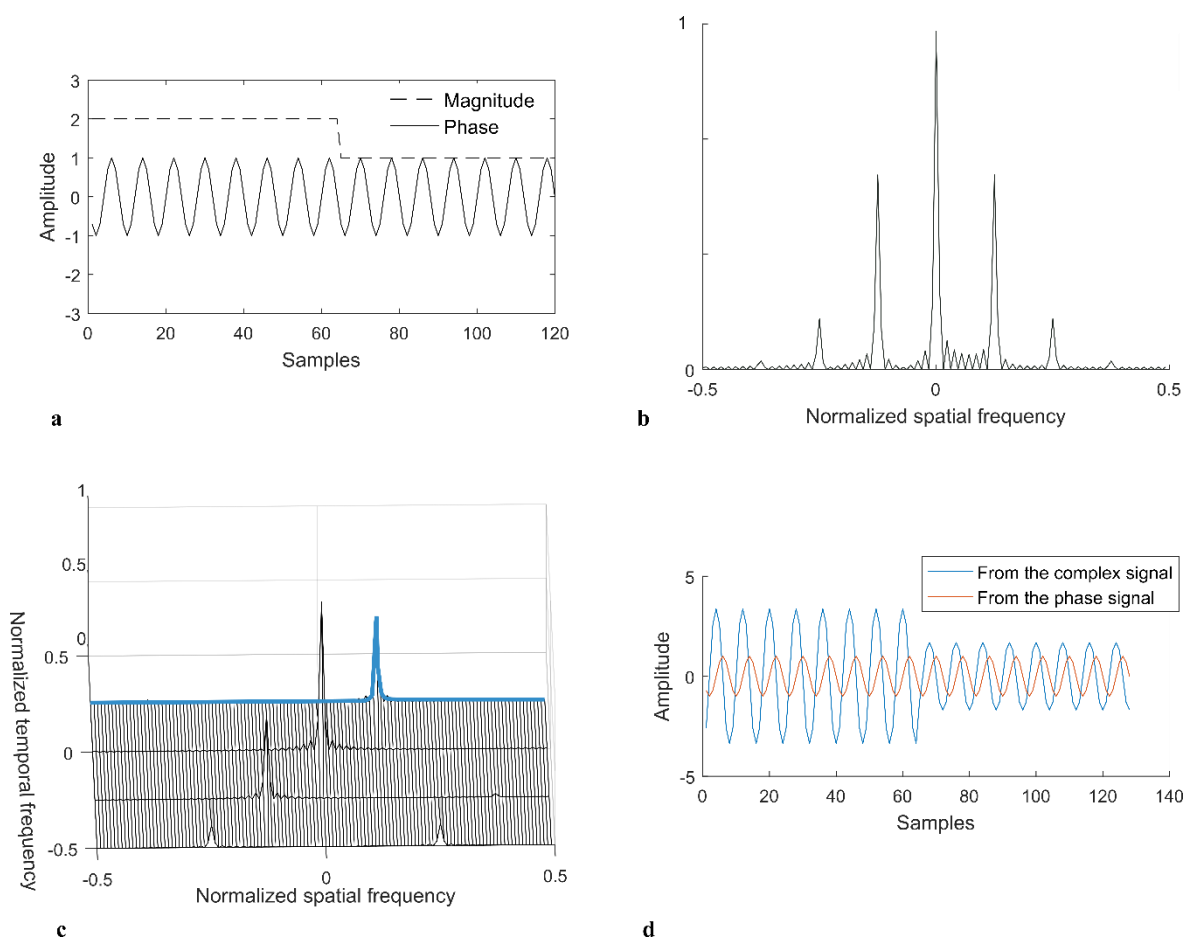 3
2
1
0
-1
-2
-3
Amplitude
Magnitude
Phase
0 20 40 60 80 100 120
Samples
a
1
0
-0.5 0 0.5
Normalized spatial frequency
b
1
0.5
0
0.5
0
-0.5
Normalized temporal frequency
-0.5 0 0.5
Normalized spatial frequency
c
5
0
-5
Amplitude
From the complex signal
From the phase signal
0 20 40 60 80 100 120 140
Samples
d